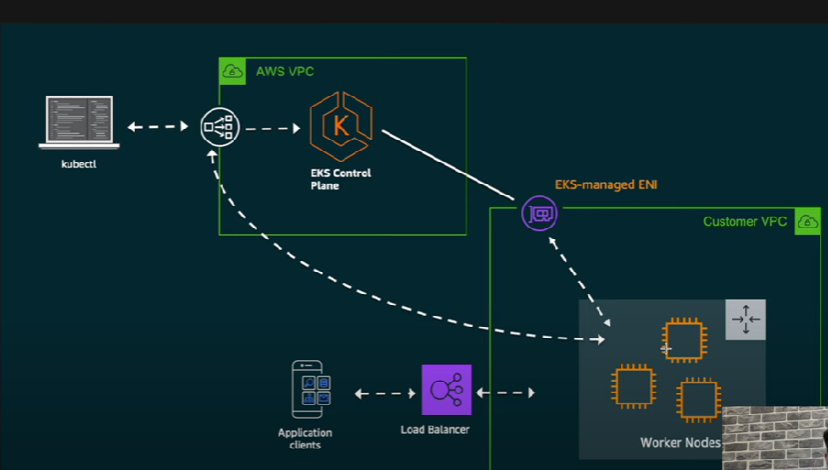 AWS VPC
K
kubectl
EKS Control
Plane
EKS-managed ENI
Customer VPC
Application
clients
Load Balancer
Worker Nodes